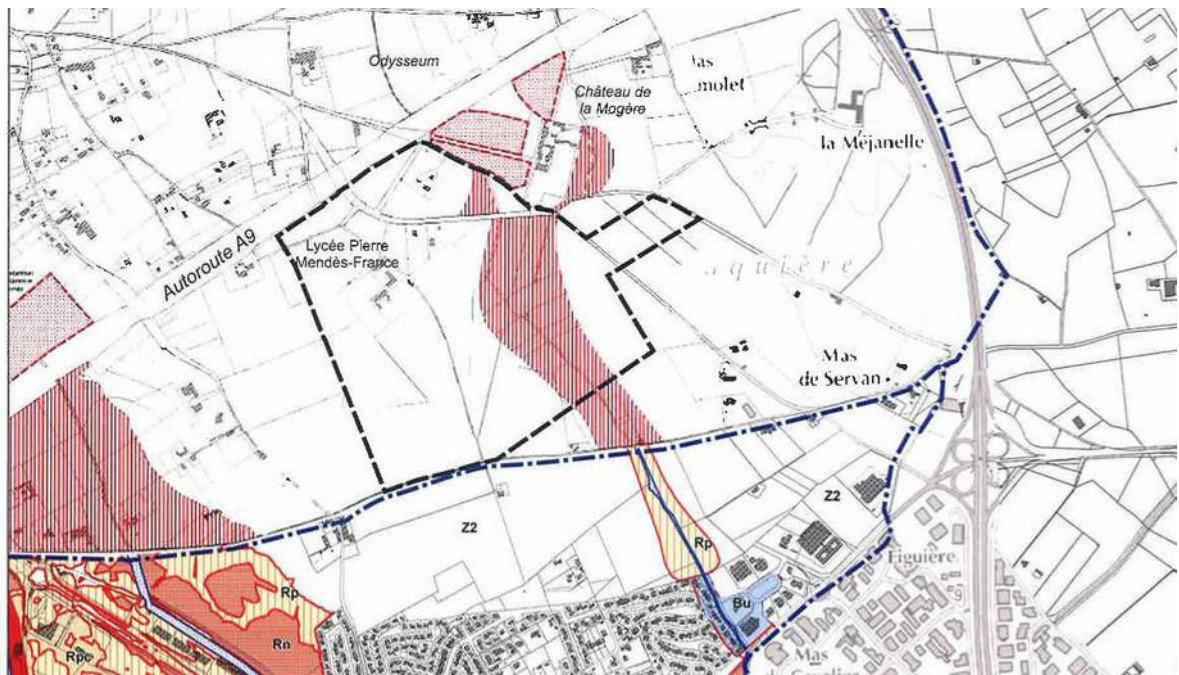 Odysseum
Château de
la Mogère
la Méjanelle
Lycée Pierre
Mendès-France
Autoroute A9
Mas
de Servan
Z2
Z2
Rp
Figuière
Rp
Bu
Rn
Rpc
Mas